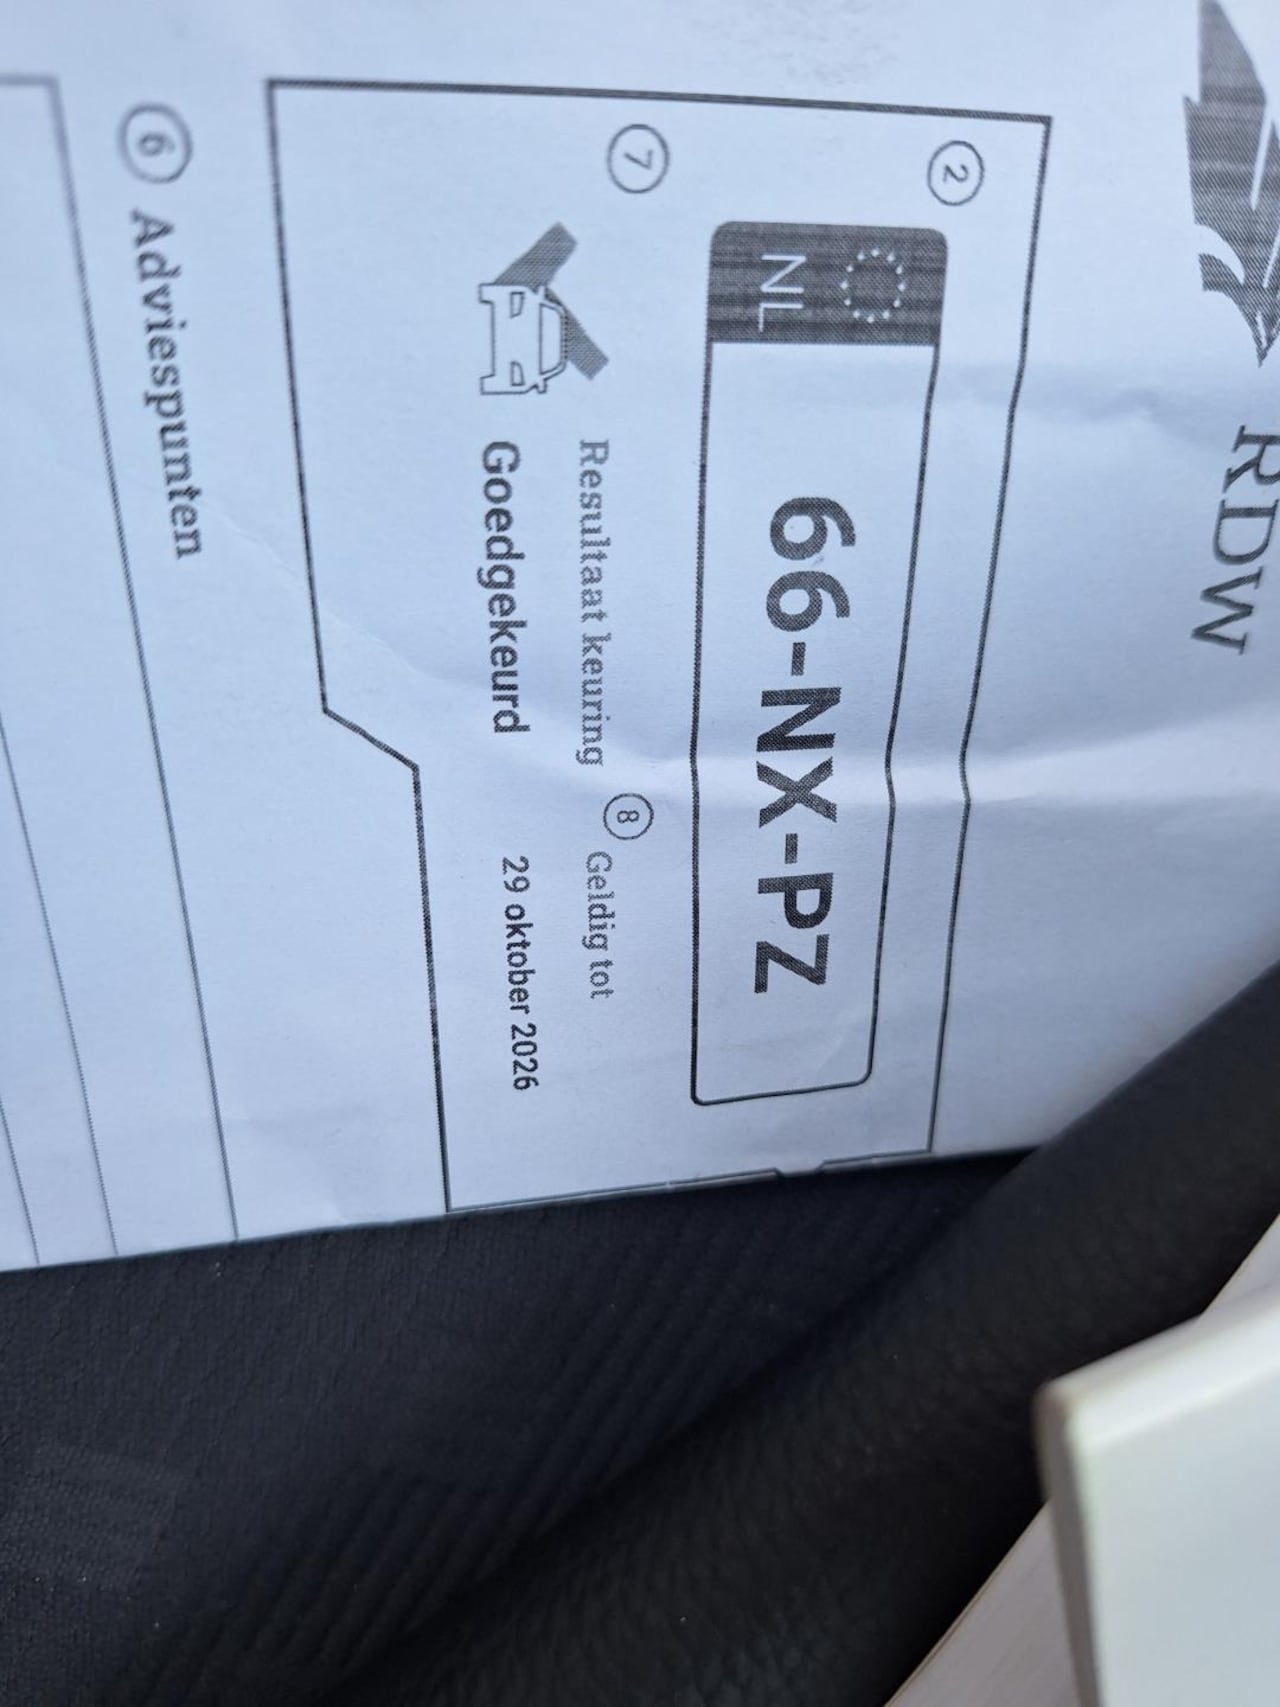 RDW
2
NL 66-NX-PZ
7 Resultaat keuring
Goedgekeurd
8 Geldig tot
29 oktober 2026
6 Adviespunten